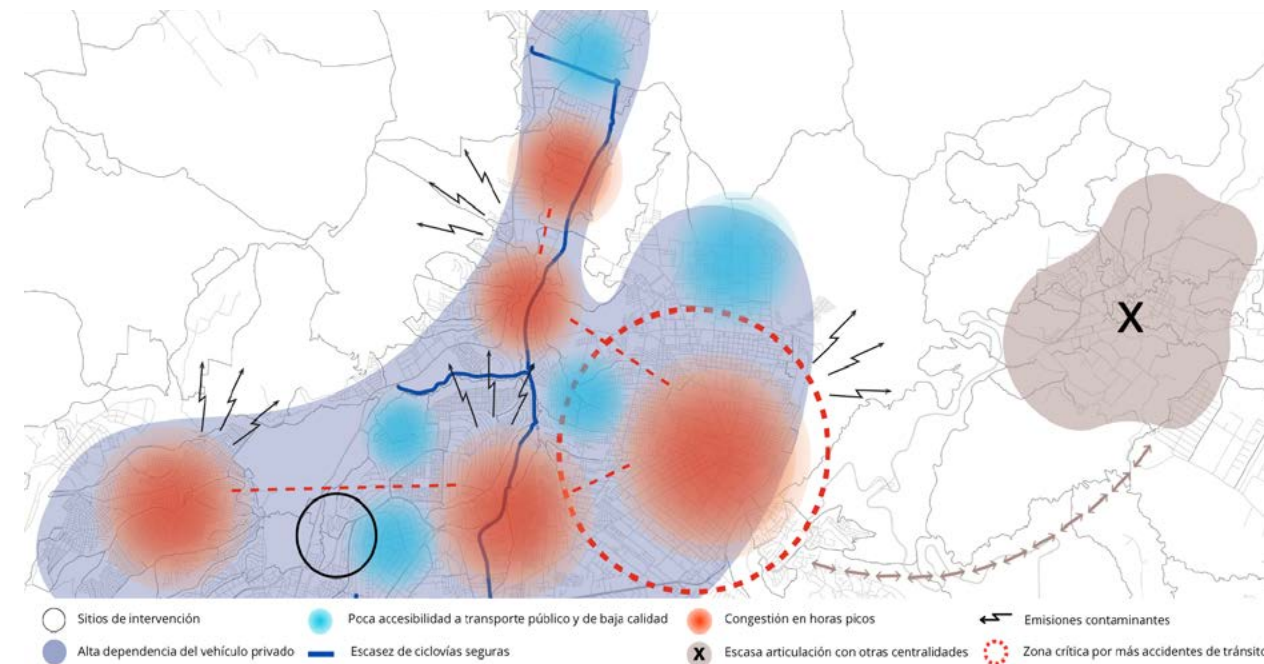 X
Sitios de intervención
Poca accesibilidad a transporte público y de baja calidad
Congestión en horas picos
Emisiones contaminantes
Alta dependencia del vehículo privado
Escasez de ciclovías seguras
X
Escasa articulación con otras centralidades
Zona crítica por más accidentes de tránsito